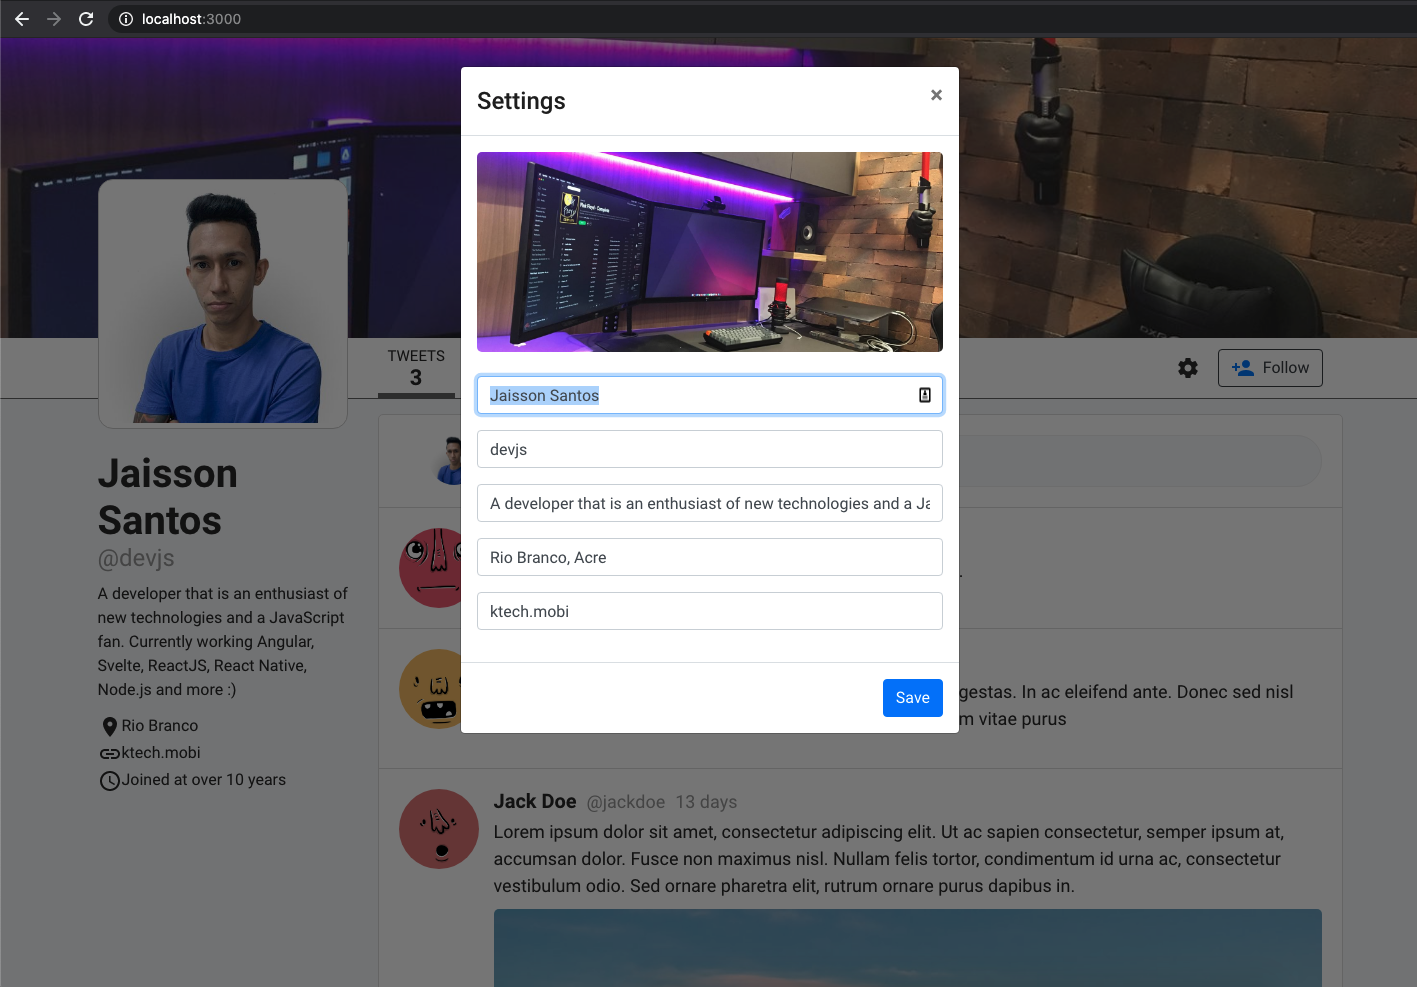 localhost:3000
Settings
×
Jaisson Santos
devjs
A developer that is an enthusiast of new technologies and a Ja
Rio Branco, Acre
ktech.mobi
Save
TWEETS
3
Follow
Jaisson
Santos
@devjs
A developer that is an enthusiast of
new technologies and a JavaScript
fan. Currently working Angular,
Svelte, ReactJS, React Native,
Node.js and more :)
Rio Branco
ktech.mobi
Joined at over 10 years
.
gestas. In ac eleifend ante. Donec sed nisl
m vitae purus
Jack Doe @jackdoe 13 days
Lorem ipsum dolor sit amet, consectetur adipiscing elit. Ut ac sapien consectetur, semper ipsum at,
accumsan dolor. Fusce non maximus nisl. Nullam felis tortor, condimentum id urna ac, consectetur
vestibulum odio. Sed ornare pharetra elit, rutrum ornare purus dapibus in.